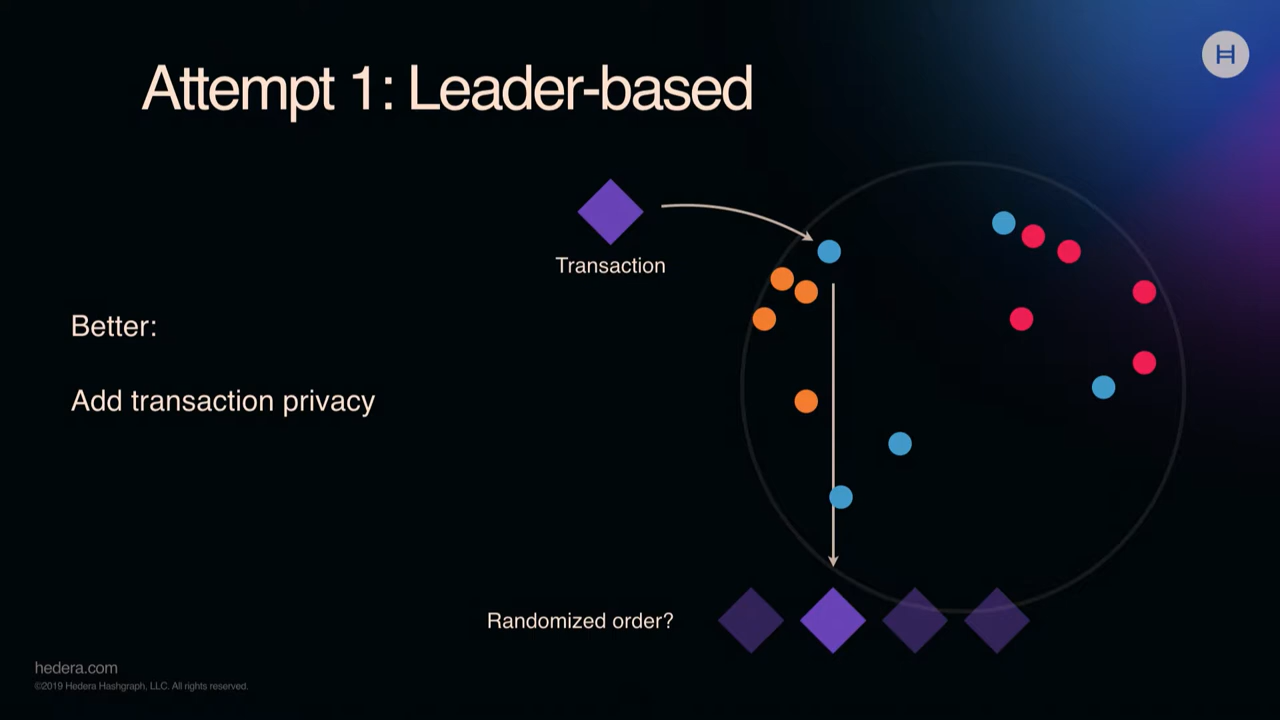 Attempt 1: Leader-based
H
Transaction
Better:
Add transaction privacy
Randomized order?
hedera.com
©2019 Hedera Hashgraph, LLC. All rights reserved.